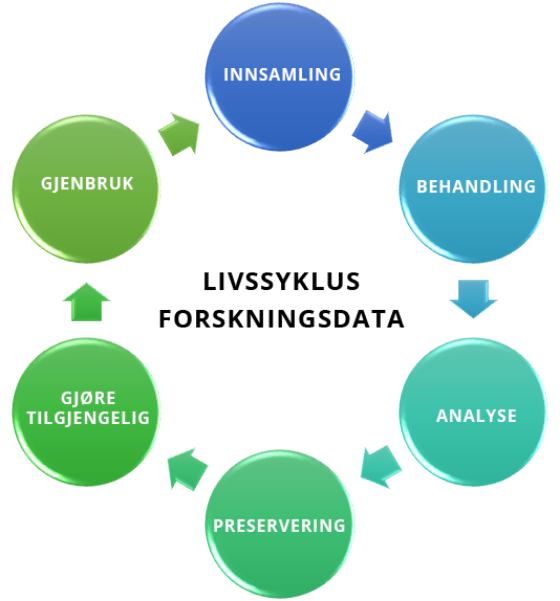 INNSAMLING
BEHANDLING
ANALYSE
PRESERVERING
GJØRE
TILGJENGELIG
GJENBRUK
LIVSSYKLUS
FORSKNINGSDATA